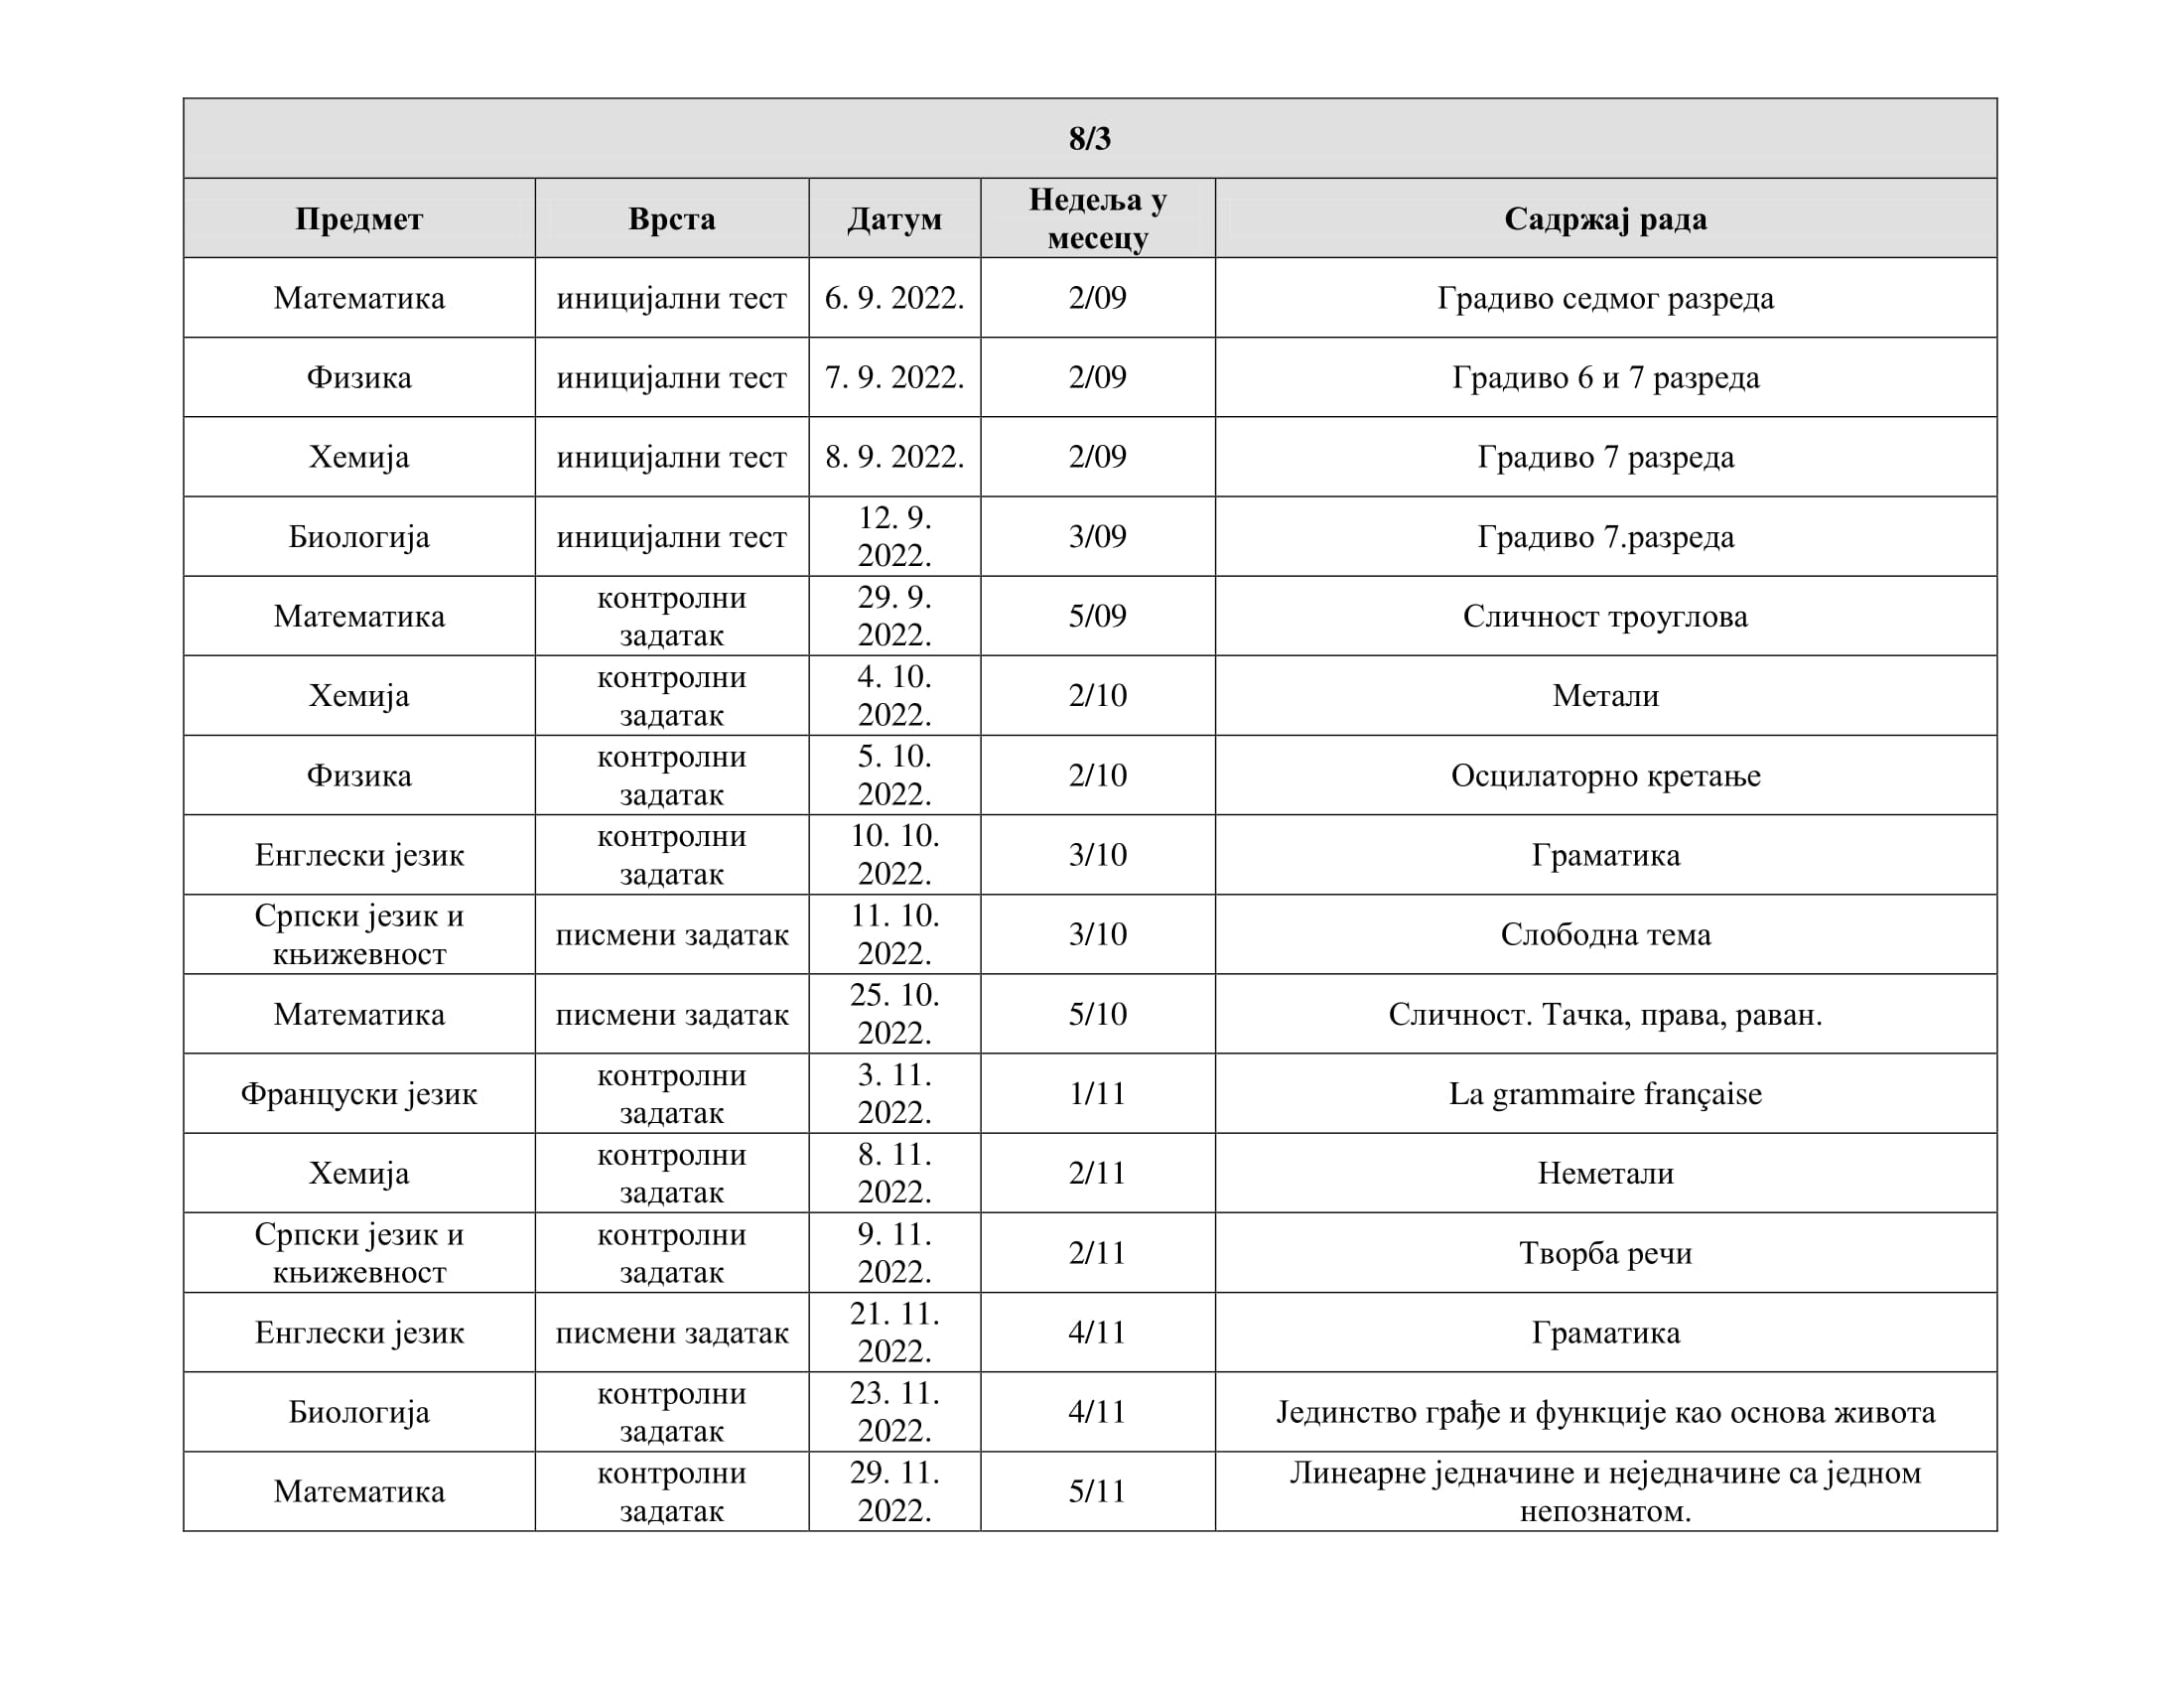 8/3
Предмет
Врста
Датум
Недеља у
месецу
Садржај рада
Математика
иницијални тест
6. 9. 2022.
2/09
Градиво седмог разреда
Физика
иницијални тест
7. 9. 2022.
2/09
Градиво 6 и 7 разреда
Хемија
иницијални тест
8. 9. 2022.
2/09
Градиво 7 разреда
Биологија
иницијални тест
12. 9.
2022.
3/09
Градиво 7.разреда
Математика
контролни
задатак
29. 9.
2022.
5/09
Сличност троуглова
Хемија
контролни
задатак
4. 10.
2022.
2/10
Метали
Физика
контролни
задатак
5. 10.
2022.
2/10
Осцилаторно кретање
Енглески језик
контролни
задатак
10. 10.
2022.
3/10
Граматика
Српски језик и
књижевност
писмени задатак
11. 10.
2022.
3/10
Слободна тема
Математика
писмени задатак
25. 10.
2022.
5/10
Сличност. Тачка, права, раван.
Француски језик
контролни
задатак
3. 11.
2022.
1/11
La grammaire française
Хемија
контролни
задатак
8. 11.
2022.
2/11
Неметали
Српски језик и
књижевност
контролни
задатак
9. 11.
2022.
2/11
Творба речи
Енглески језик
писмени задатак
21. 11.
2022.
4/11
Граматика
Биологија
контролни
задатак
23. 11.
2022.
4/11
Јединство грађе и функције као основа живота
Математика
контролни
задатак
29. 11.
2022.
5/11
Линеарне једначине и неједначине са једном
непознатом.